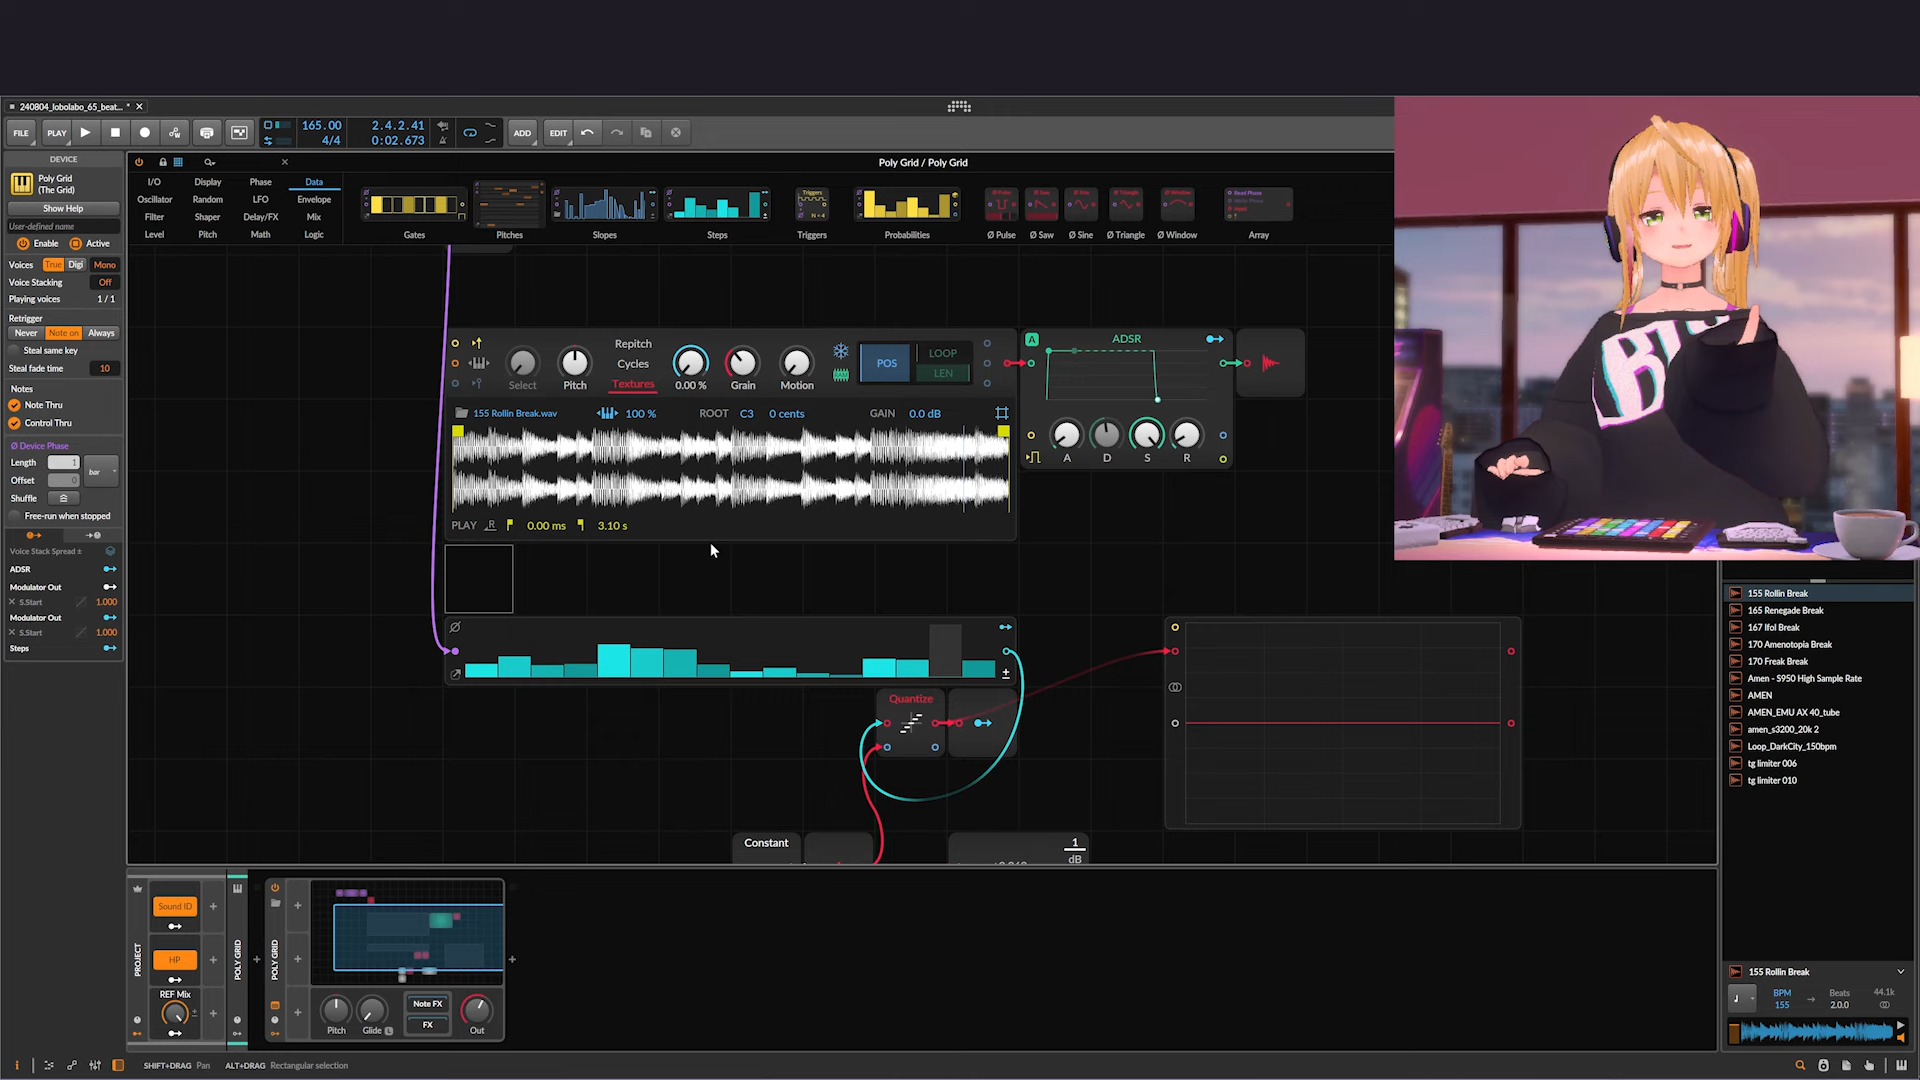 240804_lobolabo_65_beat... *
FILE PLAY 165.00 4/4 2.4.2.41 0:02.673 ADD EDIT
DEVICE
Poly Grid
(The Grid)
Show Help
User-defined name
Enable Active
Voices True Digi Mono
Voice Stacking Off
Playing voices 1 / 1
Retrigger
Never Note on Always
Steal same key
Steal fade time 10
Notes
Note Thru
Control Thru
Ø Device Phase
Length 1 bar
Offset 0
Shuffle
Free-run when stopped
Voice Stack Spread ±
ADSR
Modulator Out
S.Start 1.000
Modulator Out
S.Start 1.000
Steps
Poly Grid / Poly Grid
I/O Display Phase Data
Oscillator Random LFO Envelope
Filter Shaper Delay/FX Mix
Level Pitch Math Logic
Gates Pitches Slopes Steps Triggers Probabilities Ø Pulse Ø Saw Ø Sine Ø Triangle Ø Window Array
Triggers
N ◂ 4
Select Pitch
Repitch
Cycles
Textures
0.00 % Grain Motion
POS LOOP
LEN
155 Rollin Break.wav 100 % ROOT C3 0 cents GAIN 0.0 dB
PLAY R 0.00 ms 3.10 s
A ADSR
A D S R
Quantize
Constant
1
dB
155 Rollin Break
165 Renegade Break
167 Ifol Break
170 Amenotopia Break
170 Freak Break
Amen - S950 High Sample Rate
AMEN
AMEN_EMU AX 40_tube
amen_s3200_20k 2
Loop_DarkCity_150bpm
tg limiter 006
tg limiter 010
155 Rollin Break
BPM Beats 44.1k
155 2.0.0
PROJECT
Sound ID
HP
REF Mix
POLY GRID
POLY GRID
Pitch Glide L
Note FX
FX
Out
SHIFT+DRAG Pan ALT+DRAG Rectangular selection